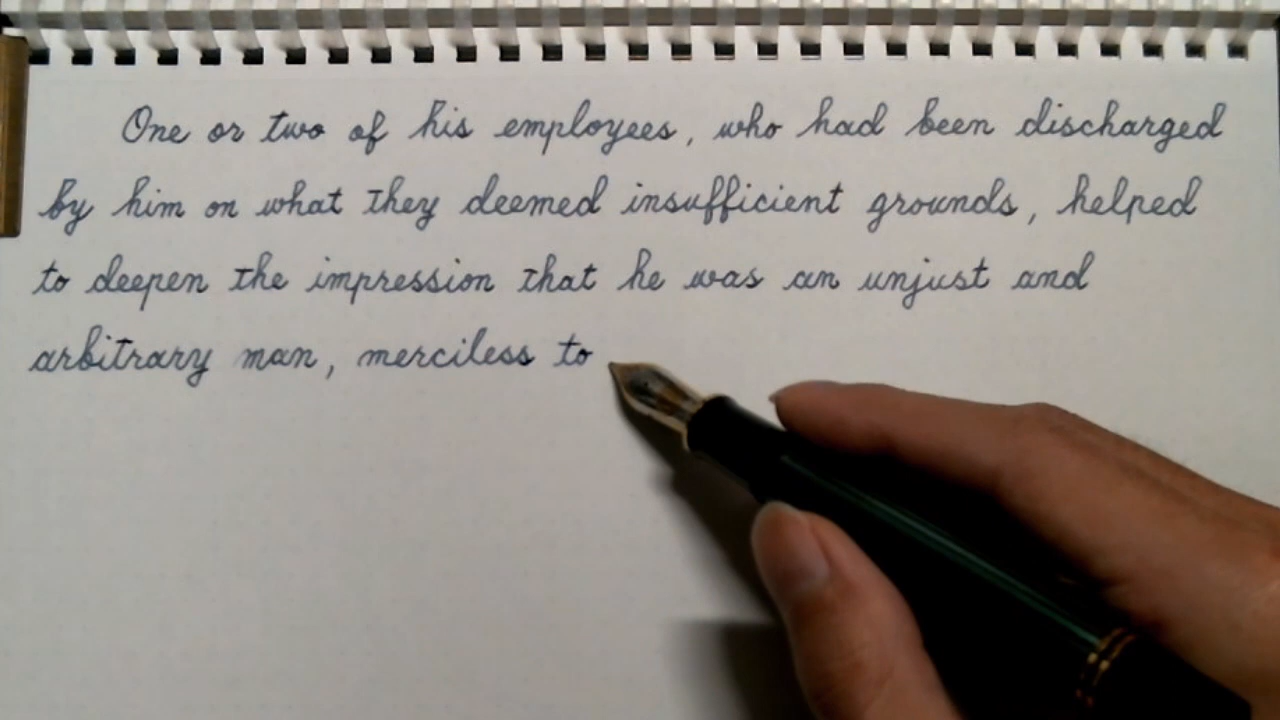 One or two of his employees, who had been discharged
by him on what they deemed insufficient grounds, helped
to deepen the impression that he was an unjust and
arbitrary man, merciless to